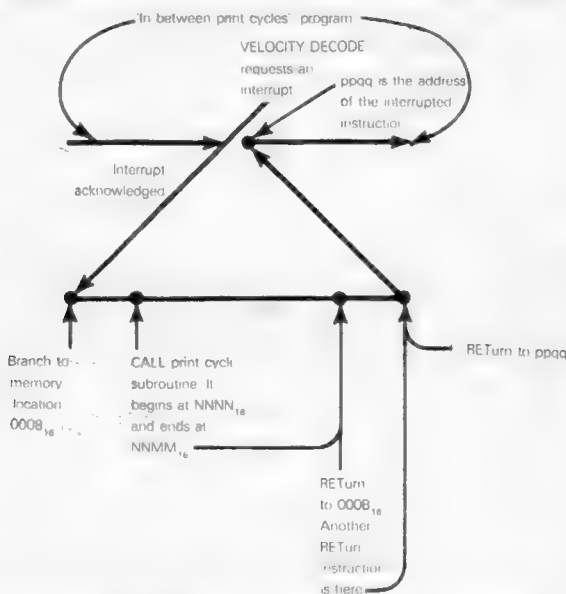 'In between print cycles' program
VELOCITY DECODE
requests an
interrupt
ppqq is the address
of the interrupted
instruction
Interrupt
acknowledged
Branch to
memory
location
0008₁₆
CALL print cycle
subroutine. It
begins at NNNN₁₆
and ends at
NNMM₁₆
RETurn to ppqq
RETurn
to 000B₁₆
Another
RETurn
instruction
is here